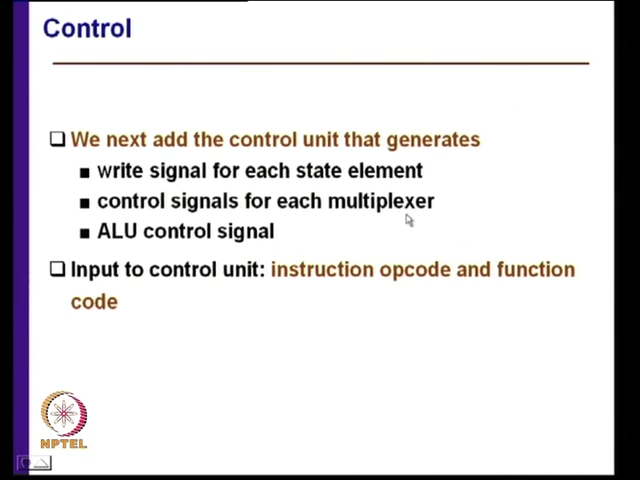 Control
We next add the control unit that generates
write signal for each state element
control signals for each multiplexer
ALU control signal
Input to control unit: instruction opcode and function
code
NPTEL